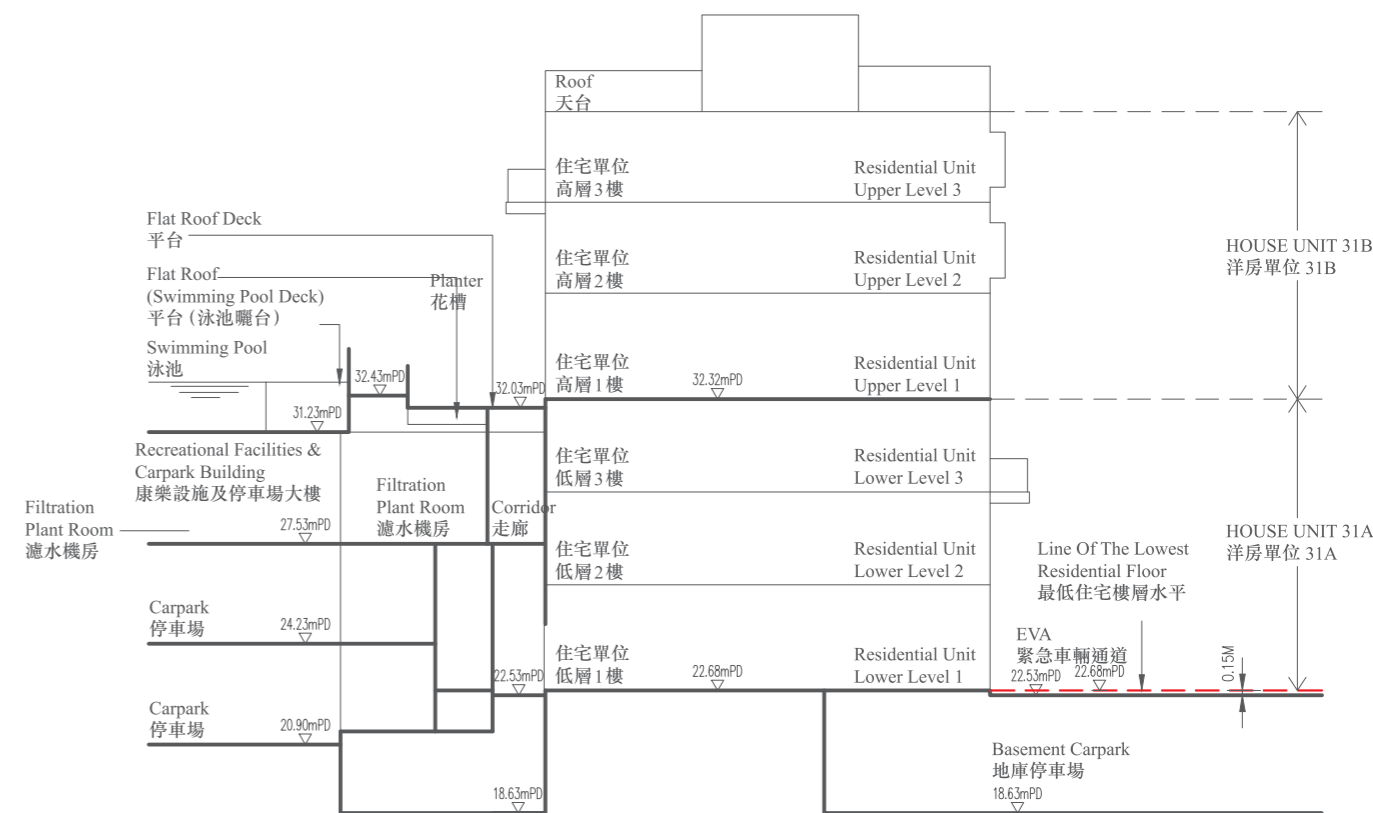 Roof
天台
住宅單位
高層3樓
Residential Unit
Upper Level 3
Flat Roof Deck
平台
Flat Roof
(Swimming Pool Deck)
平台(泳池曬台)
Planter
花槽
住宅單位
高層2樓
Residential Unit
Upper Level 2
HOUSE UNIT 31B
洋房單位 31B
Swimming Pool
泳池
32.43mPD
32.03mPD
31.23mPD
住宅單位
高層1樓
32.32mPD
Residential Unit
Upper Level 1
Recreational Facilities &
Carpark Building
康樂設施及停車場大樓
Filtration
Plant Room
濾水機房
27.53mPD
Filtration
Plant Room
濾水機房
Corridor
走廊
住宅單位
低層3樓
Residential Unit
Lower Level 3
住宅單位
低層2樓
Residential Unit
Lower Level 2
HOUSE UNIT 31A
洋房單位 31A
Line Of The Lowest
Residential Floor
最低住宅樓層水平
Carpark
停車場
24.23mPD
22.53mPD
住宅單位
低層1樓
22.68mPD
Residential Unit
Lower Level 1
EVA
緊急車輛通道
22.53mPD
22.68mPD
0.15M
Carpark
停車場
20.90mPD
18.63mPD
Basement Carpark
地庫停車場
18.63mPD